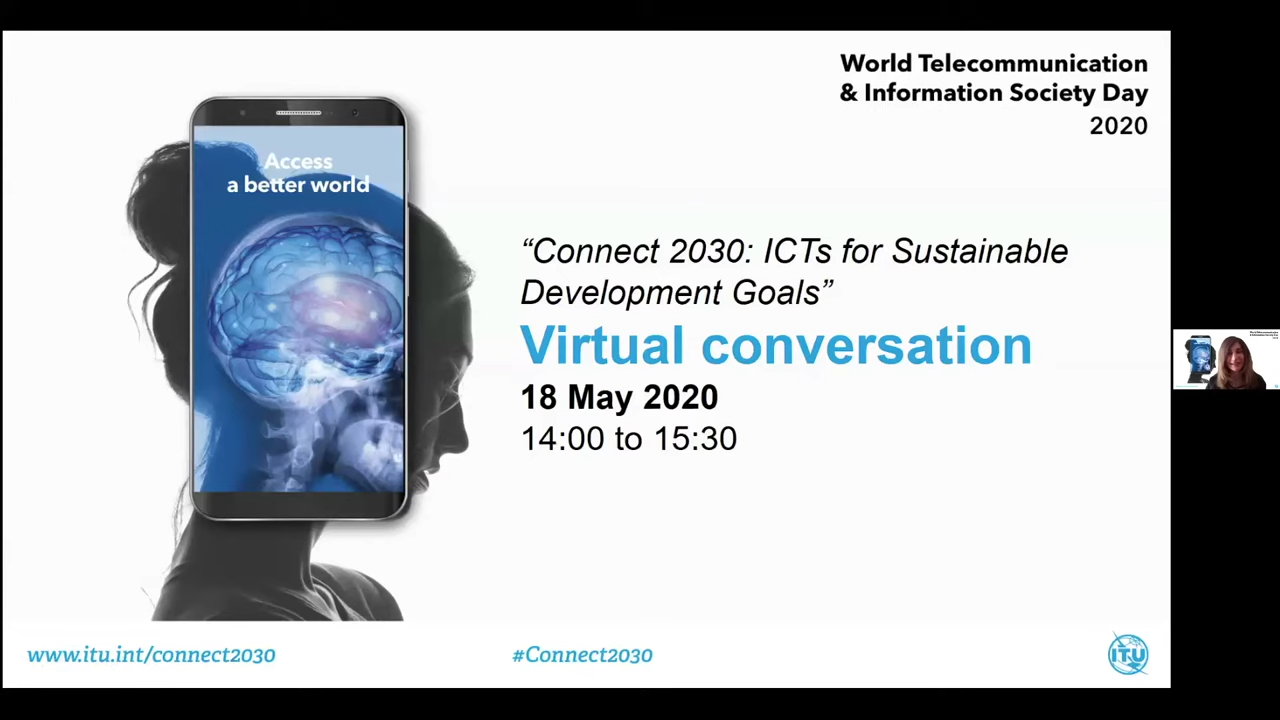 World Telecommunication
& Information Society Day
2020
Access
a better world
“Connect 2030: ICTs for Sustainable
Development Goals”
Virtual conversation
18 May 2020
14:00 to 15:30
www.itu.int/connect2030
#Connect2030
ITU